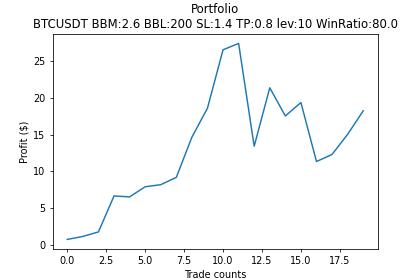 Portfolio
BTCUSDT BBM:2.6 BBL:200 SL:1.4 TP:0.8 lev:10 WinRatio:80.0
25
20
15
10
5
0
Profit ($)
0.0 2.5 5.0 7.5 10.0 12.5 15.0 17.5
Trade counts